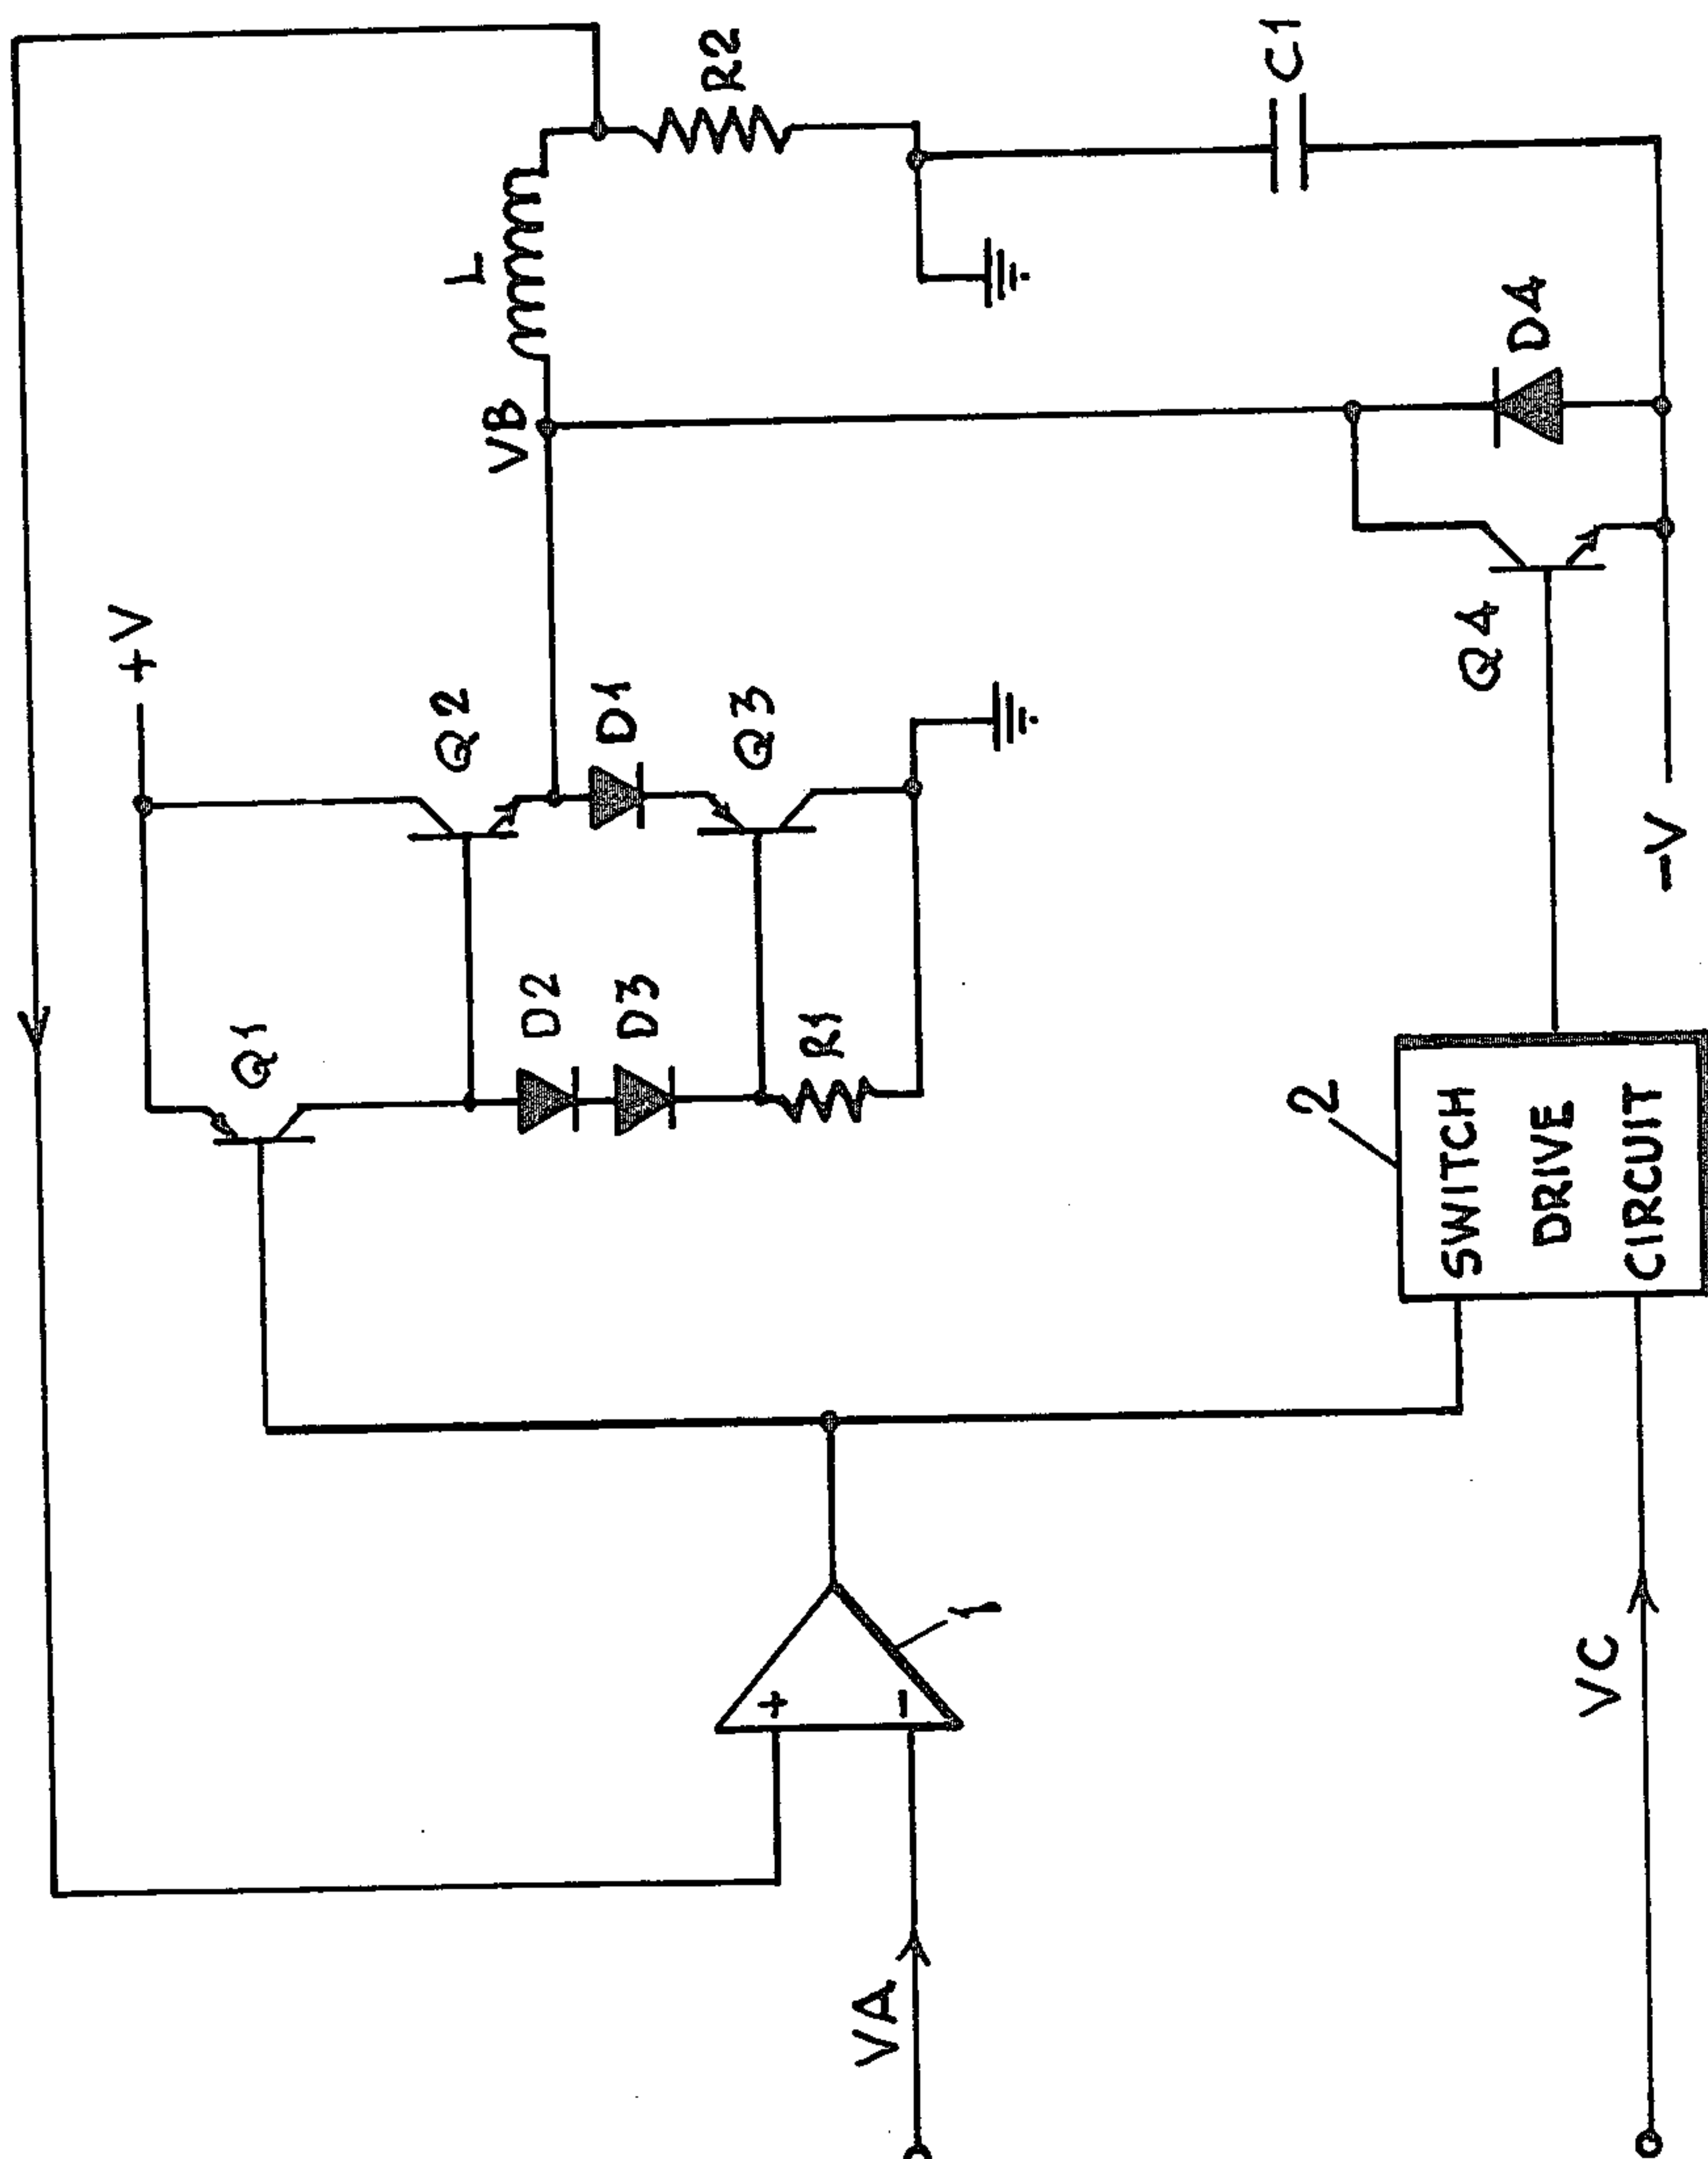 +V
Q1
Q2
L
VB
D2
D1
D3
R2
Q3
R1
+
−
1
VA
C1
2
SWITCH
DRIVE
CIRCUIT
Q4
D4
VC
−V